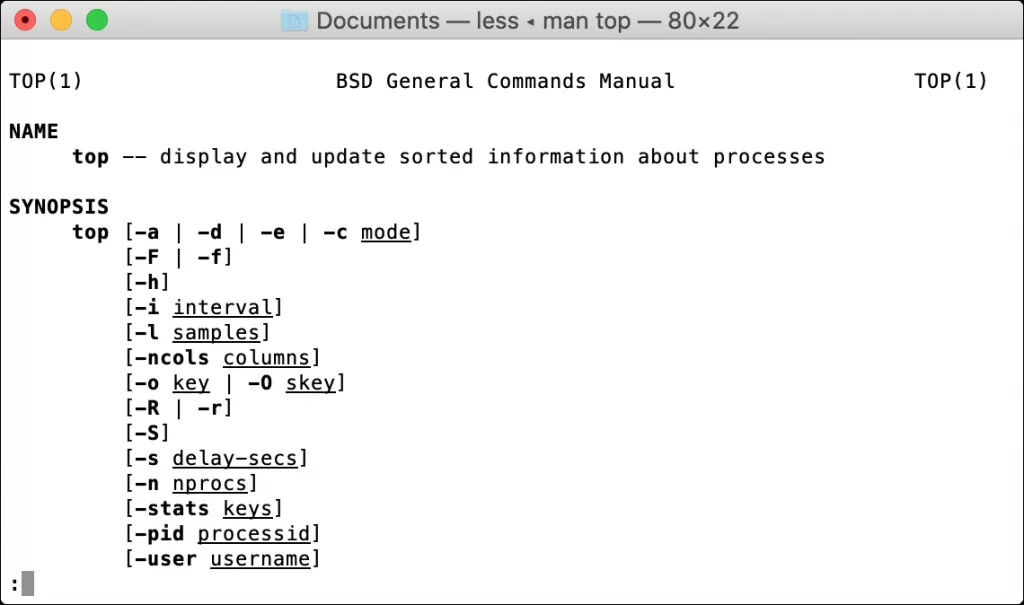 Documents — less ◂ man top — 80×22
TOP(1) BSD General Commands Manual TOP(1)
NAME
top -- display and update sorted information about processes
SYNOPSIS
top [-a | -d | -e | -c mode]
[-F | -f]
[-h]
[-i interval]
[-l samples]
[-ncols columns]
[-o key | -O skey]
[-R | -r]
[-S]
[-s delay-secs]
[-n nprocs]
[-stats keys]
[-pid processid]
[-user username]
: